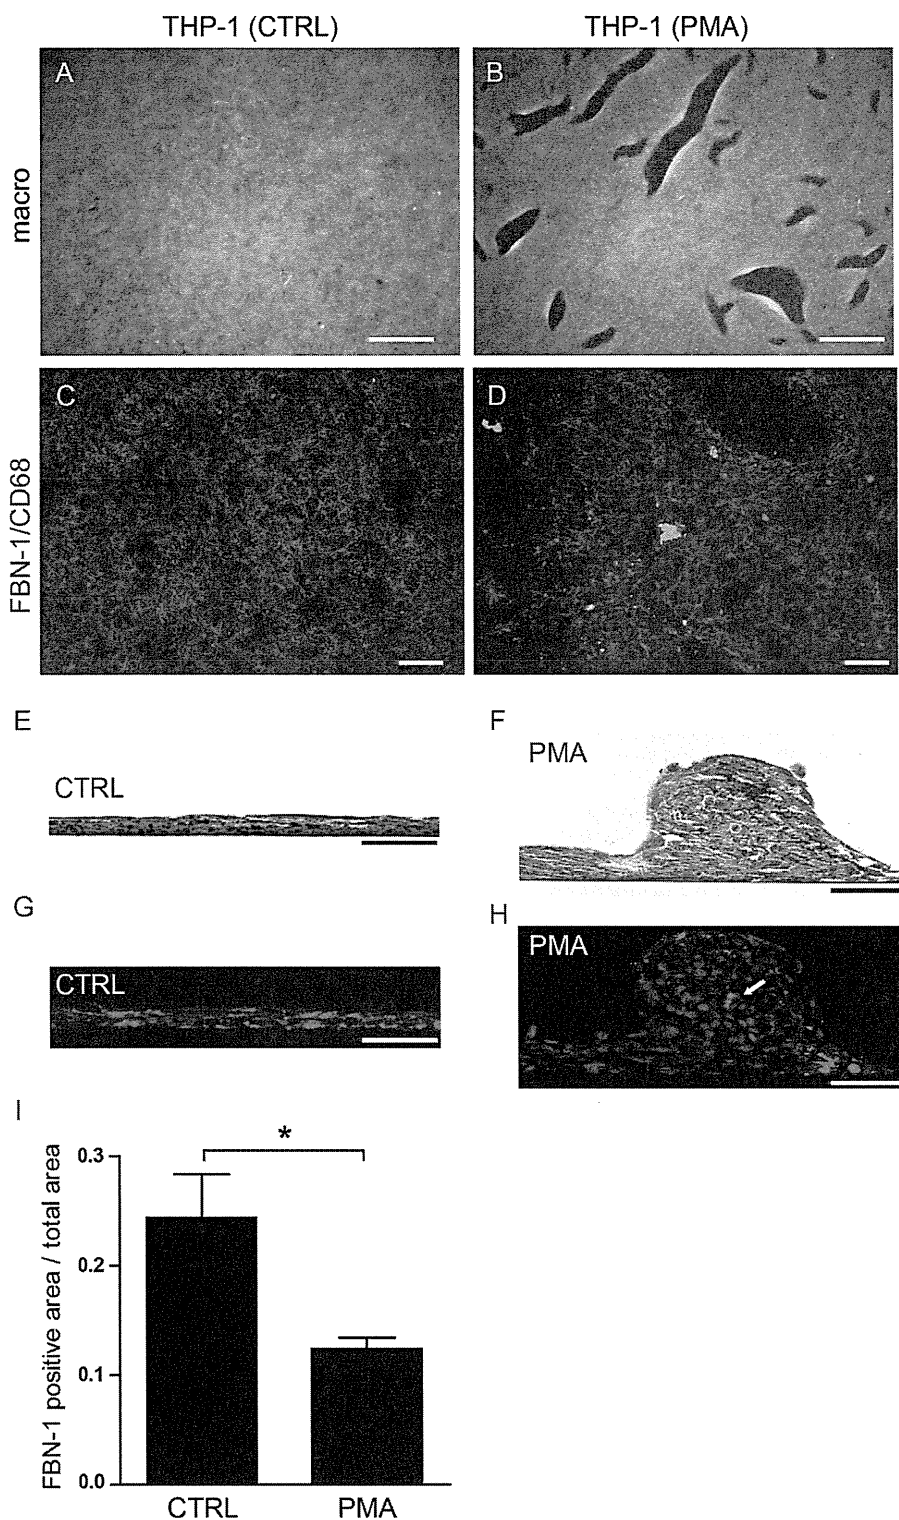 THP-1 (CTRL)
THP-1 (PMA)
macro
A
B
FBN-1/CD68
C
D
E
CTRL
F
PMA
G
CTRL
H
PMA
I
FBN-1 positive area / total area
0.3
0.2
0.1
0.0
*
CTRL
PMA